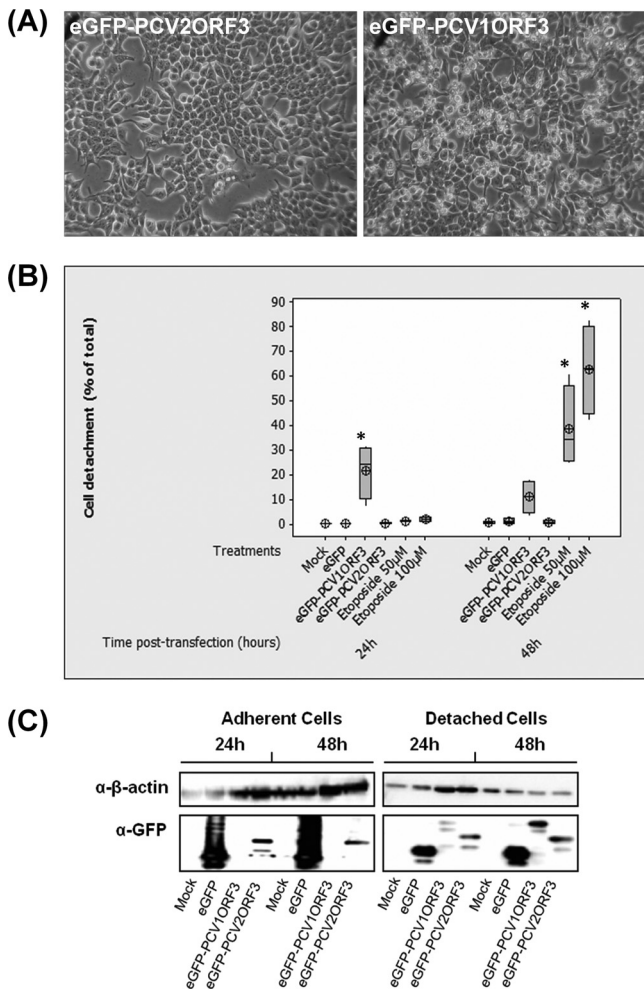 (A)
eGFP-PCV2ORF3
eGFP-PCV1ORF3
(B)
Cell detachment (% of total)
90
80
70
60
50
40
30
20
10
0
*
*
*
Treatments
Mock
eGFP
eGFP-PCV1ORF3
eGFP-PCV2ORF3
Etoposide 50µM
Etoposide 100µM
Mock
eGFP
eGFP-PCV1ORF3
eGFP-PCV2ORF3
Etoposide 50µM
Etoposide 100µM
Time post-transfection (hours)
24h
48h
(C)
Adherent Cells
Detached Cells
24h
48h
24h
48h
α-β-actin
α-GFP
Mock
eGFP
eGFP-PCV1ORF3
eGFP-PCV2ORF3
Mock
eGFP
eGFP-PCV1ORF3
eGFP-PCV2ORF3
Mock
eGFP
eGFP-PCV1ORF3
eGFP-PCV2ORF3
Mock
eGFP
eGFP-PCV1ORF3
eGFP-PCV2ORF3